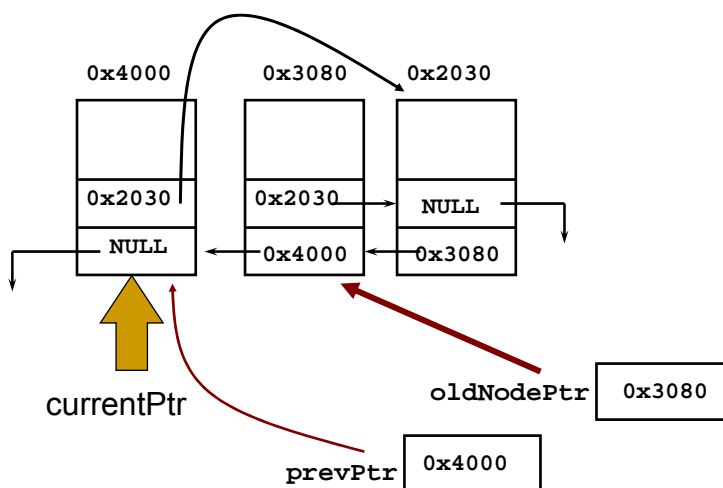 0x4000 0x3080 0x2030
0x2030 0x2030 NULL
NULL 0x4000 0x3080
currentPtr
oldNodePtr 0x3080
prevPtr 0x4000